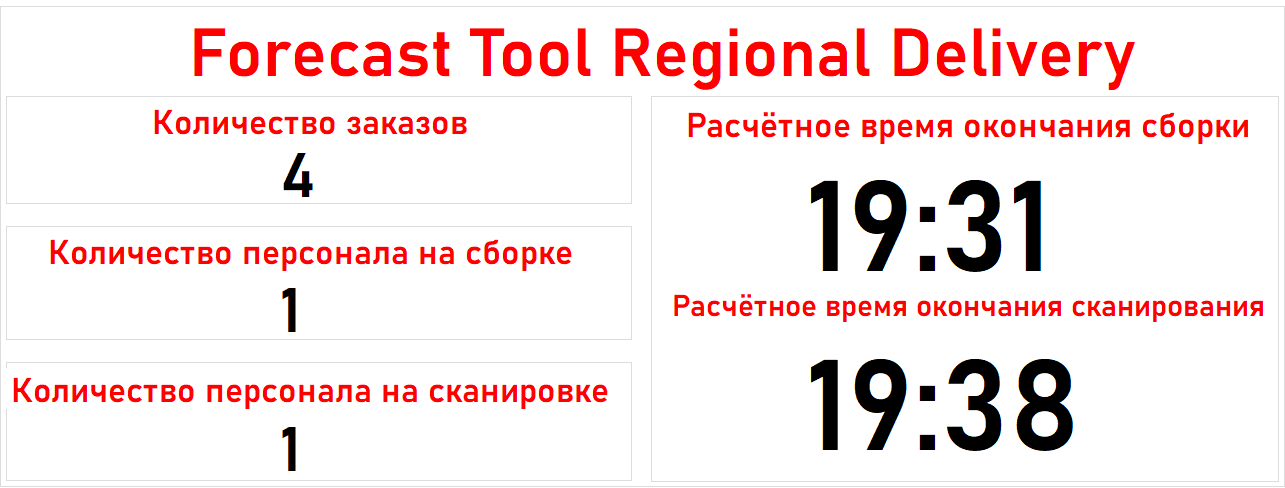 Forecast Tool Regional Delivery
Количество заказов
4
Количество персонала на сборке
1
Количество персонала на сканировке
1
Расчётное время окончания сборки
19:31
Расчётное время окончания сканирования
19:38